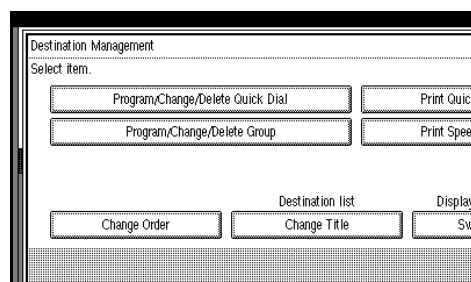 Destination Management
Select item.
Program/Change/Delete Quick Dial Print Quic
Program/Change/Delete Group Print Spee
Destination list Display
Change Order Change Title Sw